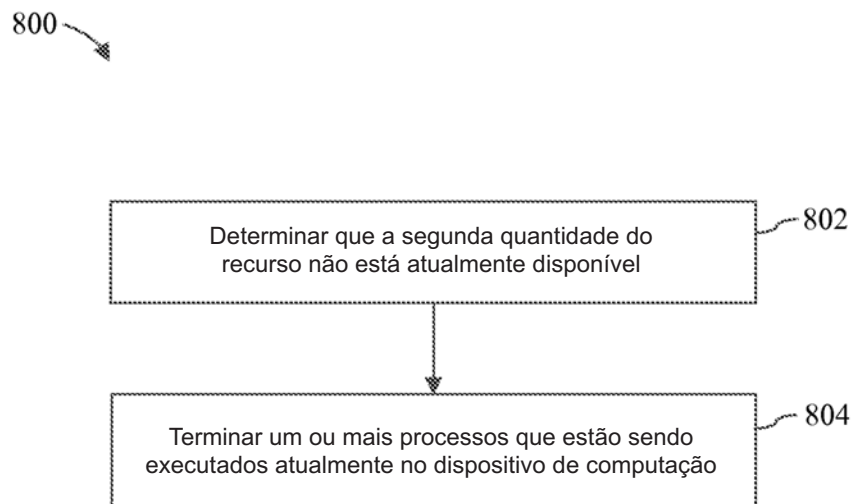 800
802
Determinar que a segunda quantidade do
recurso não está atualmente disponível
804
Terminar um ou mais processos que estão sendo
executados atualmente no dispositivo de computação